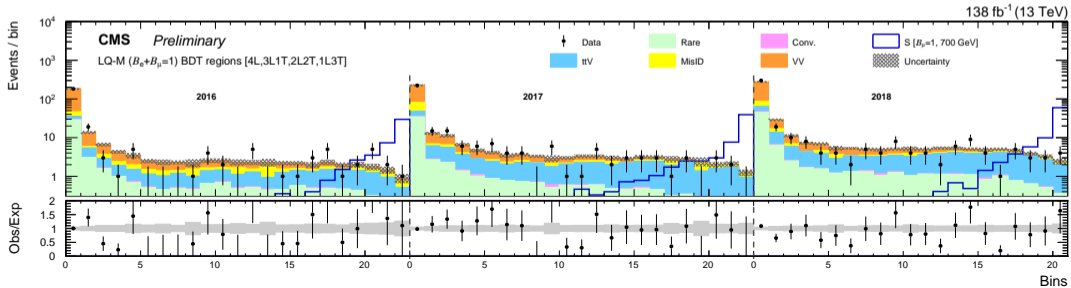 138 fb⁻¹ (13 TeV)
Events / bin
10⁴
10³
10²
10
1
CMS Preliminary
LQ-M (Bₑ+Bμ=1) BDT regions [4L,3L1T,2L2T,1L3T]
Data
Rare
Conv.
S [Bμ=1, 700 GeV]
ttV
MisID
VV
Uncertainty
2016
2017
2018
Obs/Exp
2
1.5
1
0.5
0
0 5 10 15 20 0 5 10 15 20 0 5 10 15 20
Bins